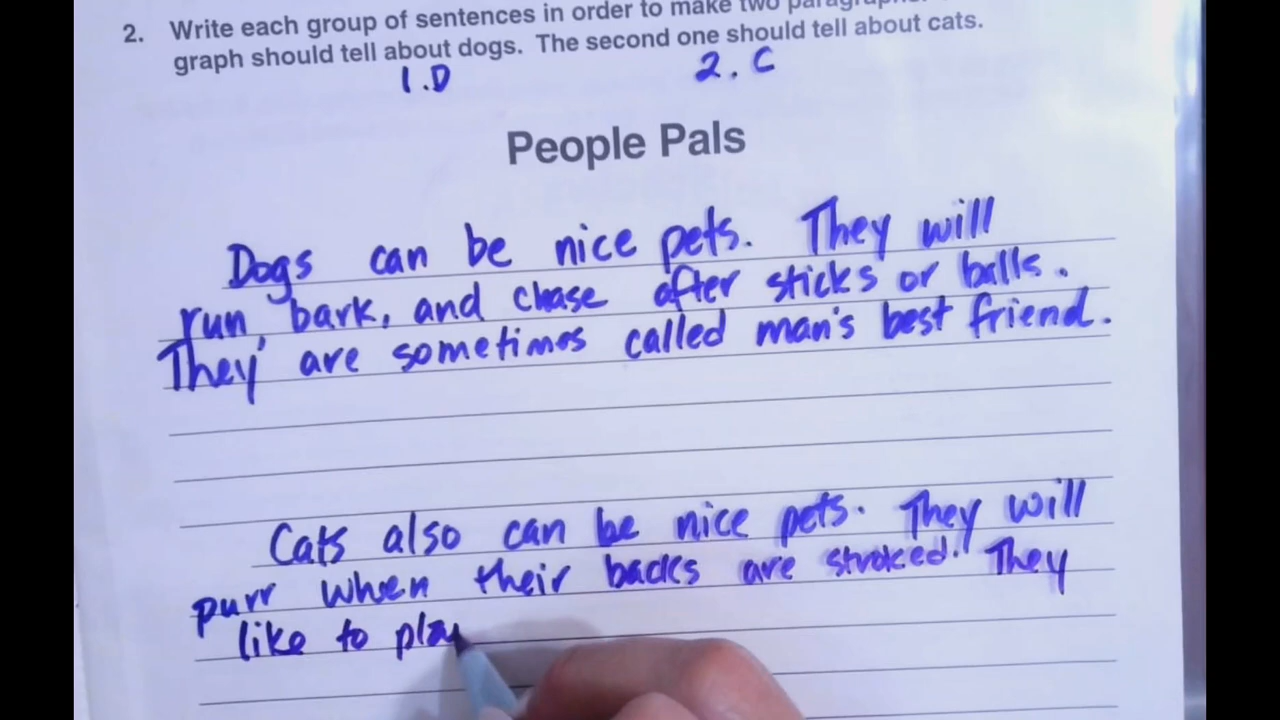 2. Write each group of sentences in order to make two
graph should tell about dogs. The second one should tell about cats.
1.D 2. C
People Pals
Dogs can be nice pets. They will
run, bark, and chase after sticks or balls.
They are sometimes called man's best friend.
Cats also can be nice pets. They will
purr when their backs are stroked. They
like to play